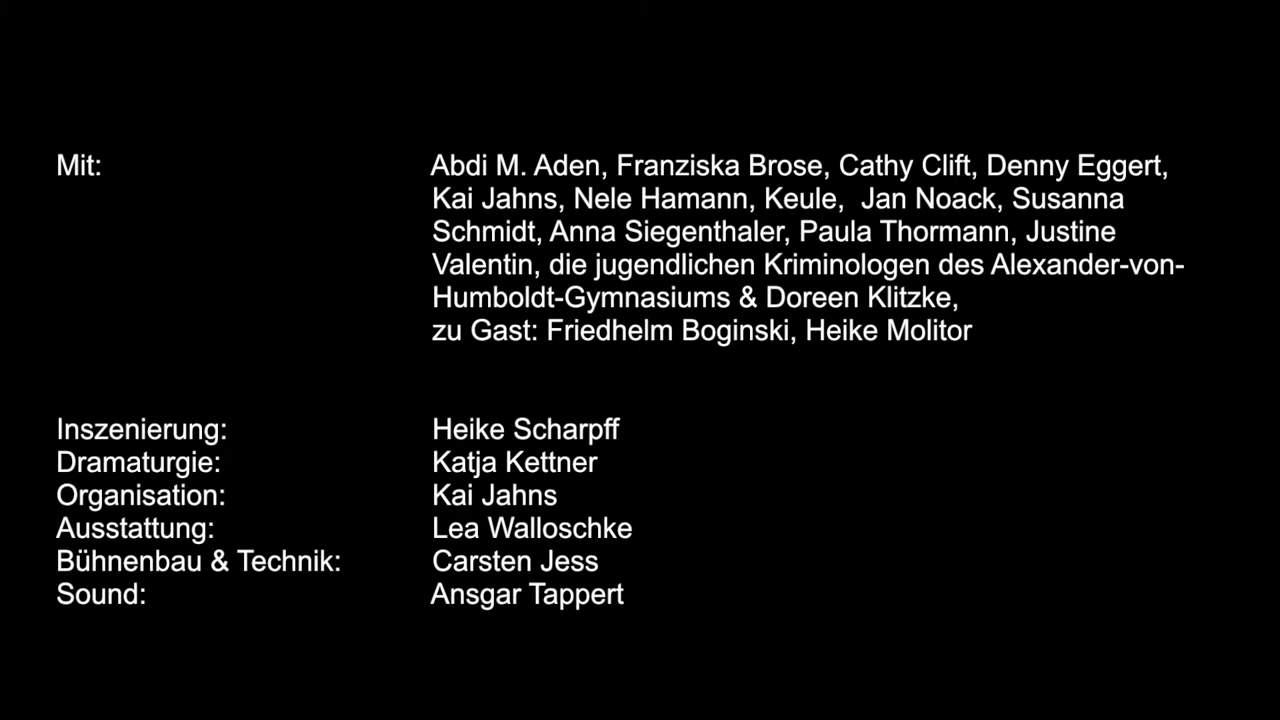 Mit: Abdi M. Aden, Franziska Brose, Cathy Clift, Denny Eggert,
Kai Jahns, Nele Hamann, Keule, Jan Noack, Susanna
Schmidt, Anna Siegenthaler, Paula Thormann, Justine
Valentin, die jugendlichen Kriminologen des Alexander-von-
Humboldt-Gymnasiums & Doreen Klitzke,
zu Gast: Friedhelm Boginski, Heike Molitor
Inszenierung: Heike Scharpff
Dramaturgie: Katja Kettner
Organisation: Kai Jahns
Ausstattung: Lea Walloschke
Bühnenbau & Technik: Carsten Jess
Sound: Ansgar Tappert